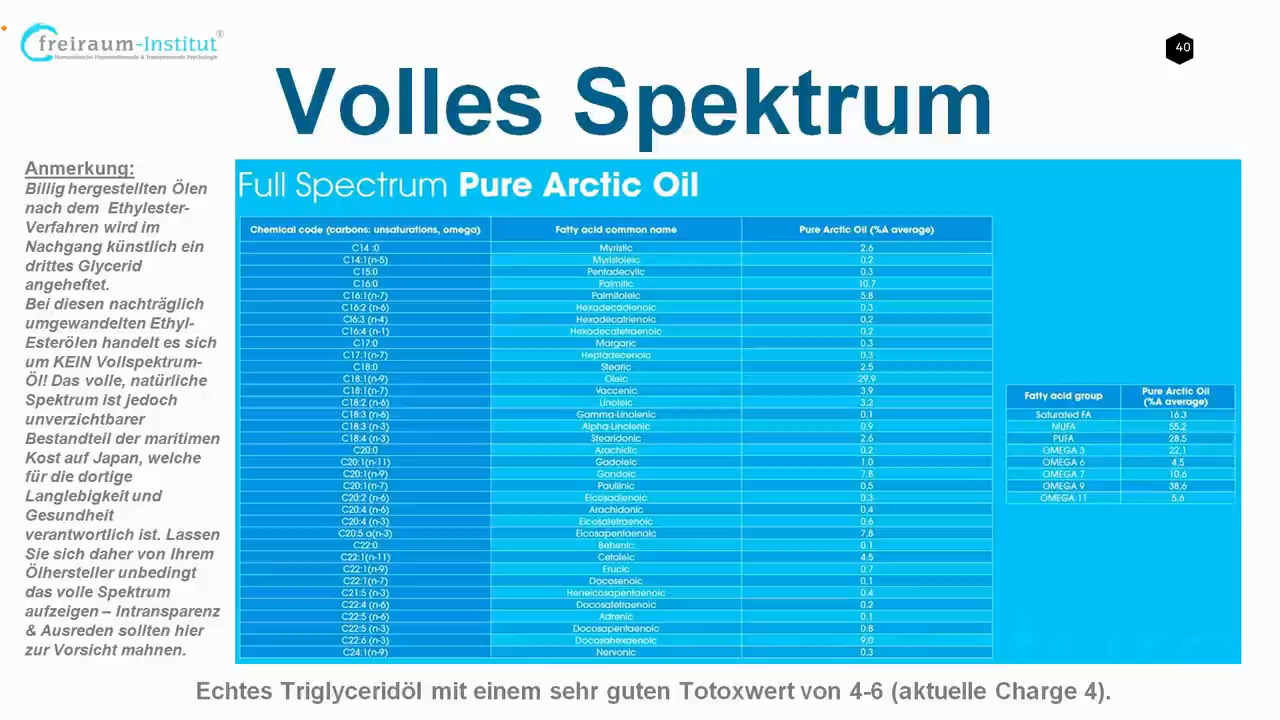 freiraum-Institut®
Humanistische Hypnosetherapie & Transpersonale Psychologie
40
Volles Spektrum
Anmerkung:
Billig hergestellten Ölen
nach dem Ethylester-
Verfahren wird im
Nachgang künstlich ein
drittes Glycerid
angeheftet.
Bei diesen nachträglich
umgewandelten Ethyl-
Esterölen handelt es sich
um KEIN Vollspektrum-
Öl! Das volle, natürliche
Spektrum ist jedoch
unverzichtbarer
Bestandteil der maritimen
Kost auf Japan, welche
für die dortige
Langlebigkeit und
Gesundheit
verantwortlich ist. Lassen
Sie sich daher von Ihrem
Ölhersteller unbedingt
das volle Spektrum
aufzeigen – Intransparenz
& Ausreden sollten hier
zur Vorsicht mahnen.
Full Spectrum Pure Arctic Oil
Chemical code (carbons: unsaturations, omega) Fatty acid common name Pure Arctic Oil (%A average)
C14 :0 Myristic 2.6
C14:1(n-5) Myristoleic 0,2
C15:0 Pentadecylic 0.3
C16:0 Palmitic 10.7
C16:1(n-7) Palmitoleic 5,8
C16:2 (n-6) Hexadecadienoic 0.3
C16:3 (n-4) Hexadecatrienoic 0.2
C16:4 (n-1) Hexadecatetraenoic 0.2
C17:0 Margaric 0.3
C17:1(n-7) Heptadecenoic 0.3
C18:0 Stearic 2.5
C18:1(n-9) Oleic 29.9
C18:1(n-7) Vaccenic 3.9
C18:2 (n-6) Linoleic 3.2
C18:3 (n-6) Gamma-Linolenic 0.1
C18:3 (n-3) Alpha-Linolenic 0.9
C18:4 (n-3) Stearidonic 2.6
C20:0 Arachidic 0.2
C20:1(n-11) Gadoleic 1.0
C20:1(n-9) Gondoic 7,8
C20:1(n-7) Paullinic 0.5
C20:2 (n-6) Eicosadienoic 0.3
C20:4 (n-6) Arachidonic 0,4
C20:4 (n-3) Eicosatetraenoic 0.6
C20:5 a(n-3) Eicosapentaenoic 7,8
C22:0 Behenic 0.1
C22:1(n-11) Cetoleic 4.5
C22:1(n-9) Erucic 0.7
C22:1(n-7) Docosenoic 0.1
C21:5 (n-3) Heneicosapentaenoic 0.4
C22:4 (n-6) Docosatetraenoic 0.2
C22:5 (n-6) Adrenic 0.1
C22:5 (n-3) Docosapentaenoic 0.8
C22:6 (n-3) Docosahexaenoic 9,0
C24:1(n-9) Nervonic 0.3
Fatty acid group Pure Arctic Oil
(%A average)
Saturated FA 16.3
MUFA 55,2
PUFA 28.5
OMEGA 3 22,1
OMEGA 6 4.5
OMEGA 7 10.6
OMEGA 9 38,6
OMEGA 11 5,6
Echtes Triglyceridöl mit einem sehr guten Totoxwert von 4-6 (aktuelle Charge 4).